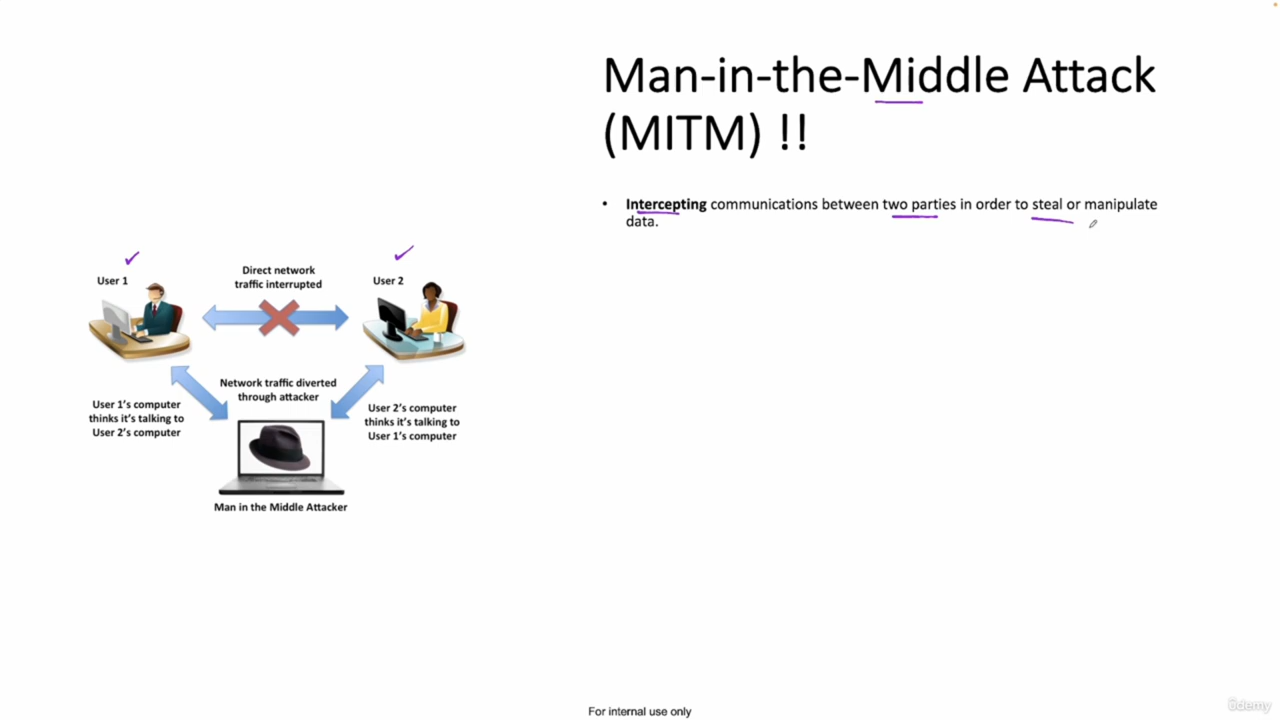 Man-in-the-Middle Attack
(MITM) !!
• Intercepting communications between two parties in order to steal or manipulate
data.
User 1
Direct network
traffic interrupted
User 2
Network traffic diverted
through attacker
User 1's computer
thinks it's talking to
User 2's computer
User 2's computer
thinks it's talking to
User 1's computer
Man in the Middle Attacker
For internal use only
ûdemy